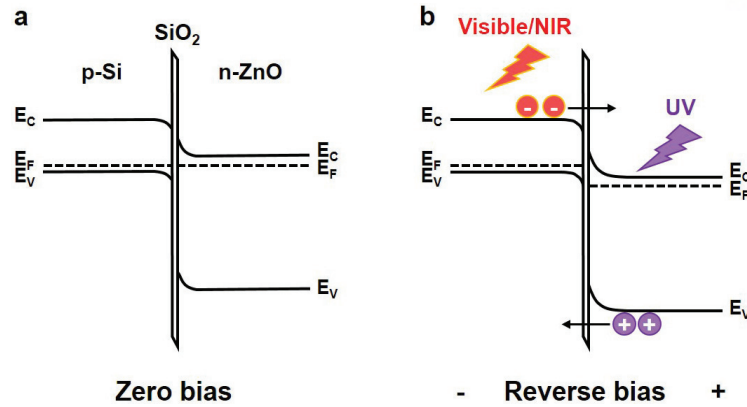 a
SiO2
p-Si
n-ZnO
EC
EF
EV
EC
EF
EV
Zero bias
b
Visible/NIR
- -
UV
EC
EF
EV
EC
EF
EV
+ +
- Reverse bias +